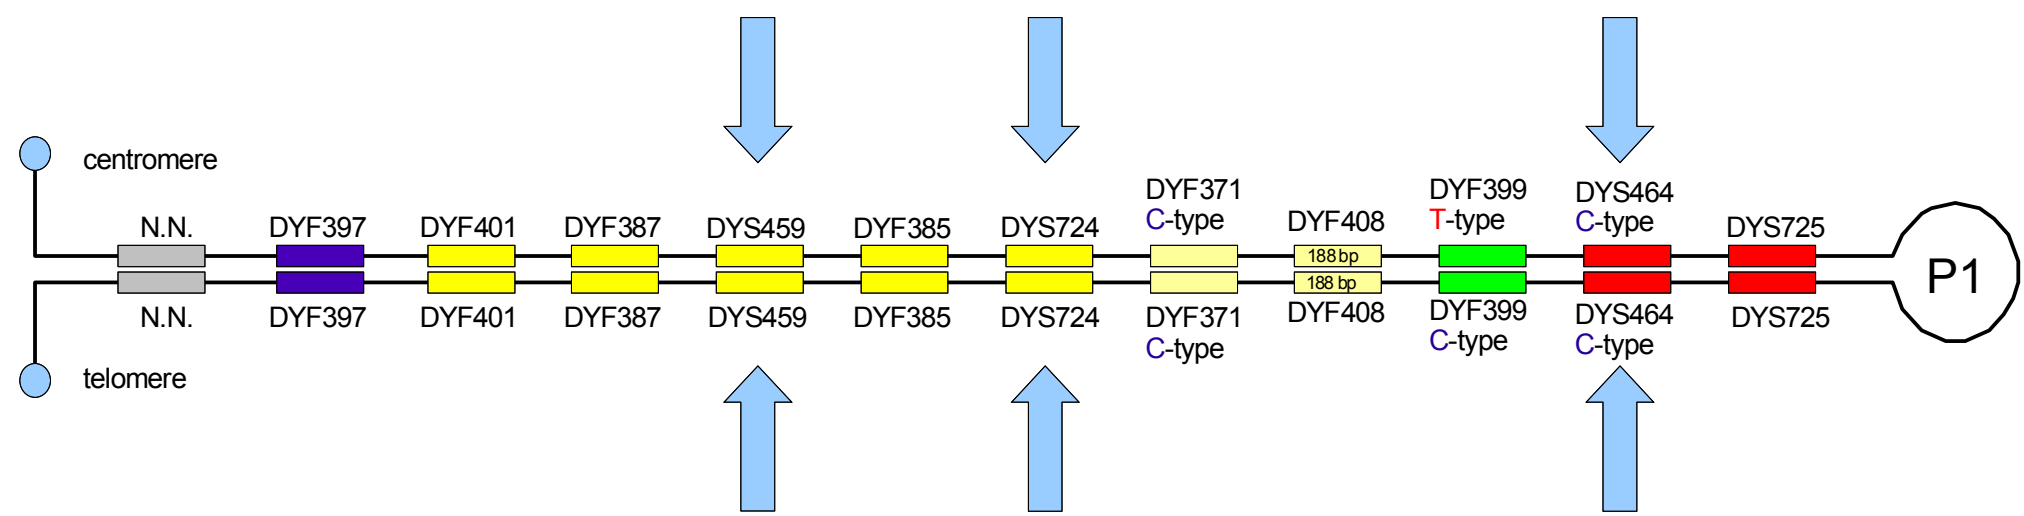 centromere
N.N.
DYF397
DYF401
DYF387
DYS459
DYF385
DYS724
DYF371
C-type
DYF408
DYF399
T-type
DYS464
C-type
DYS725
188 bp
188 bp
P1
N.N.
DYF397
DYF401
DYF387
DYS459
DYF385
DYS724
DYF371
C-type
DYF408
DYF399
C-type
DYS464
C-type
DYS725
telomere